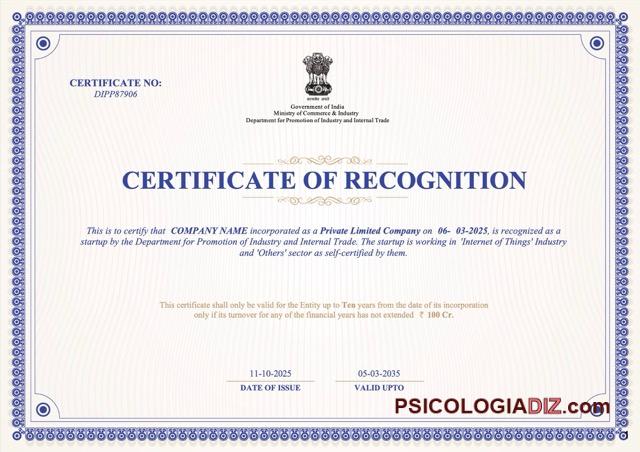 CERTIFICATE NO:
DIPP87906
सत्यमेव जयते
Government of India
Ministry of Commerce & Industry
Department for Promotion of Industry and Internal Trade
CERTIFICATE OF RECOGNITION
This is to certify that COMPANY NAME incorporated as a Private Limited Company on 06- 03-2025, is recognized as a
startup by the Department for Promotion of Industry and Internal Trade. The startup is working in 'Internet of Things' Industry
and 'Others' sector as self-certified by them.
This certificate shall only be valid for the Entity up to Ten years from the date of its incorporation
only if its turnover for any of the financial years has not extended ₹ 100 Cr.
11-10-2025
DATE OF ISSUE
05-03-2035
VALID UPTO
PSICOLOGIADIZ.com